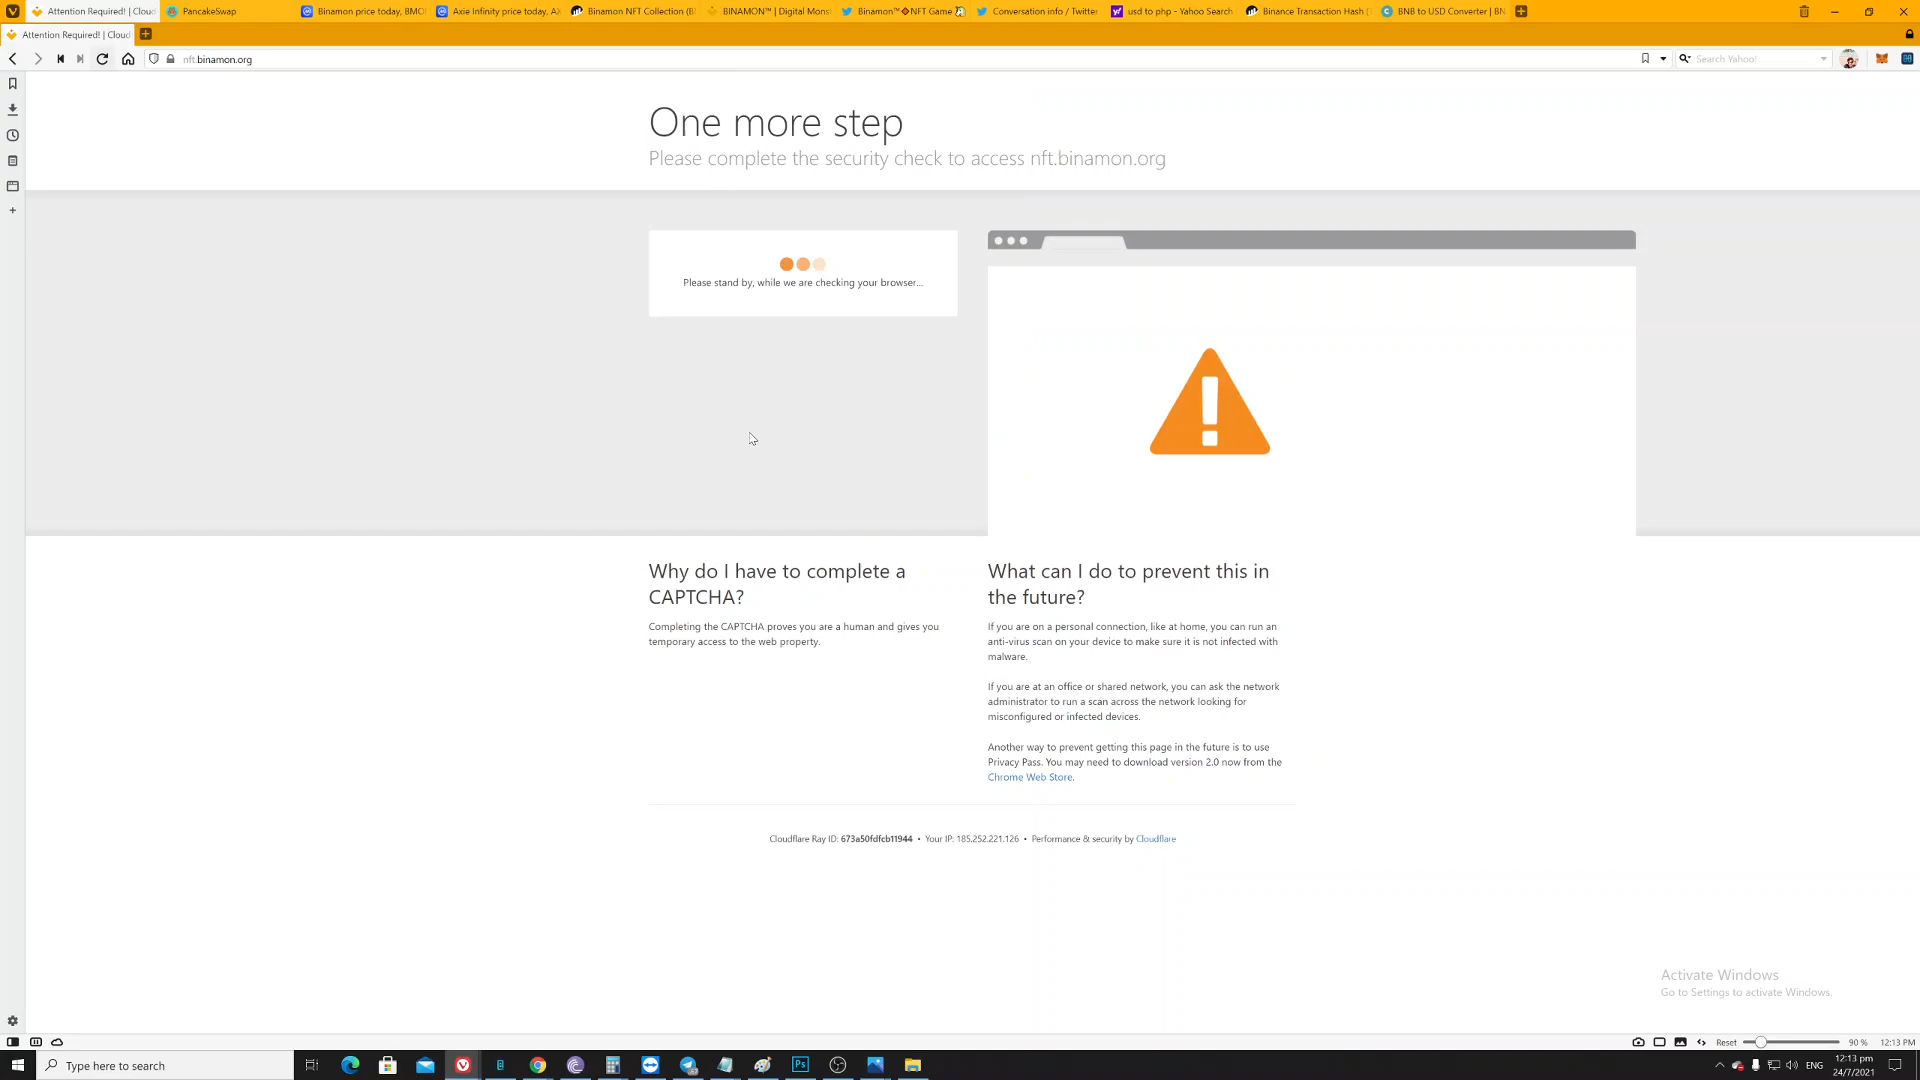 Attention Required! | Cloud
PancakeSwap
Binamon price today, BMO
Axie Infinity price today, A
Binamon NFT Collection (B
BINAMON™ | Digital Mons
Binamon™ NFT Game
Conversation info / Twitter
usd to php - Yahoo Search
Binance Transaction Hash (
BNB to USD Converter | BN
Attention Required! | Cloud
nft.binamon.org
Search Yahoo!
One more step
Please complete the security check to access nft.binamon.org
Please stand by, while we are checking your browser...
Why do I have to complete a
CAPTCHA?
Completing the CAPTCHA proves you are a human and gives you
temporary access to the web property.
What can I do to prevent this in
the future?
If you are on a personal connection, like at home, you can run an
anti-virus scan on your device to make sure it is not infected with
malware.
If you are at an office or shared network, you can ask the network
administrator to run a scan across the network looking for
misconfigured or infected devices.
Another way to prevent getting this page in the future is to use
Privacy Pass. You may need to download version 2.0 now from the
Chrome Web Store.
Cloudflare Ray ID: 673a50fdfcb11944 • Your IP: 185.252.221.126 • Performance & security by Cloudflare
Activate Windows
Go to Settings to activate Windows.
Reset
90 %
12:13 PM
Type here to search
Ps
ENG
12:13 pm
24/7/2021